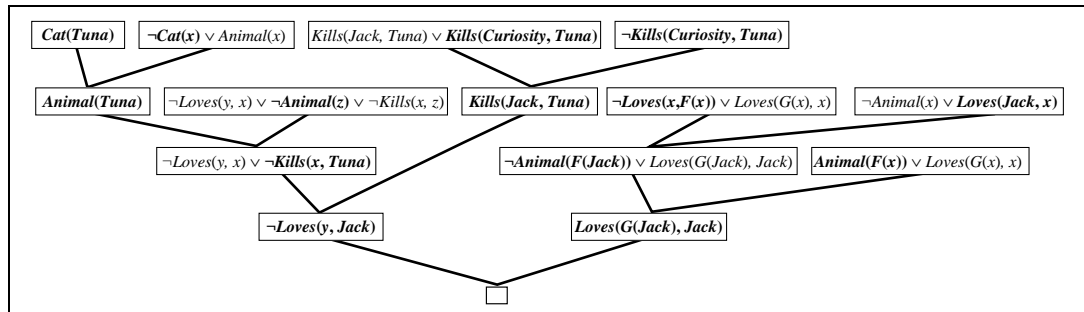 Cat(Tuna) ¬Cat(x) ∨ Animal(x) Kills(Jack, Tuna) ∨ Kills(Curiosity, Tuna) ¬Kills(Curiosity, Tuna)
Animal(Tuna) ¬Loves(y, x) ∨ ¬Animal(z) ∨ ¬Kills(x, z) Kills(Jack, Tuna) ¬Loves(x,F(x)) ∨ Loves(G(x), x) ¬Animal(x) ∨ Loves(Jack, x)
¬Loves(y, x) ∨ ¬Kills(x, Tuna) ¬Animal(F(Jack)) ∨ Loves(G(Jack), Jack) Animal(F(x)) ∨ Loves(G(x), x)
¬Loves(y, Jack) Loves(G(Jack), Jack)